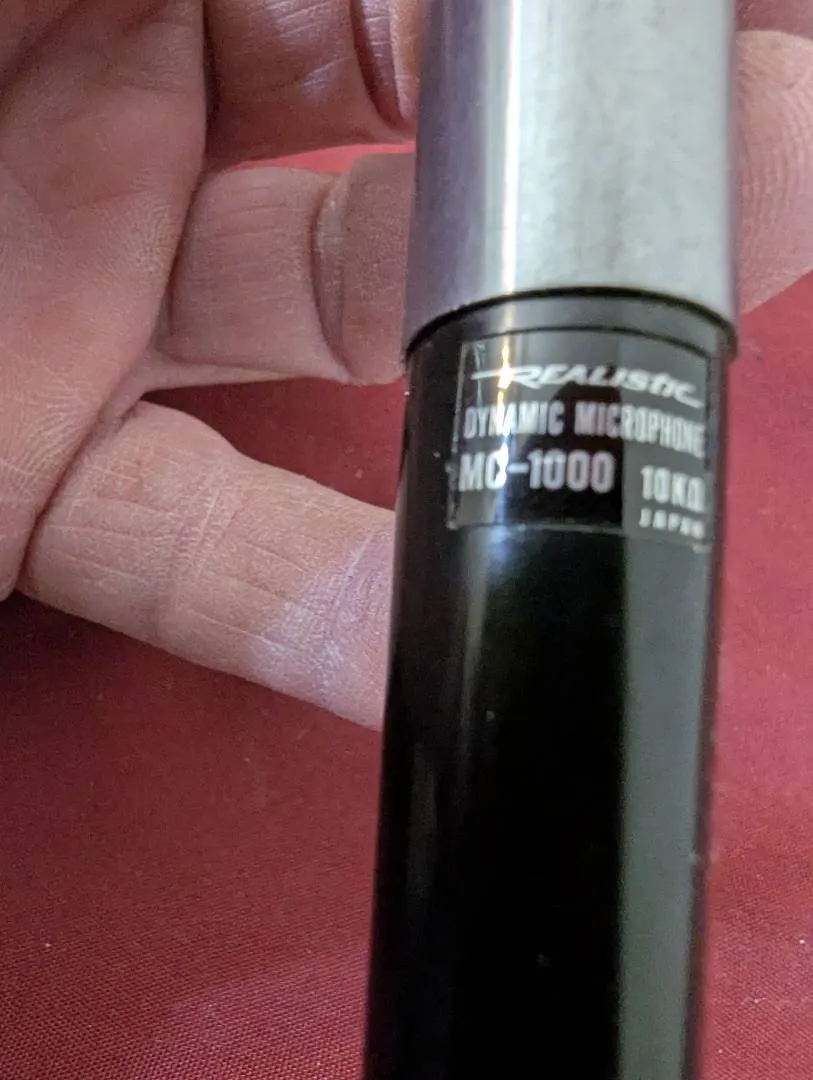 REALISTIC
DYNAMIC MICROPHONE
MC-1000 10KΩ
JAPAN